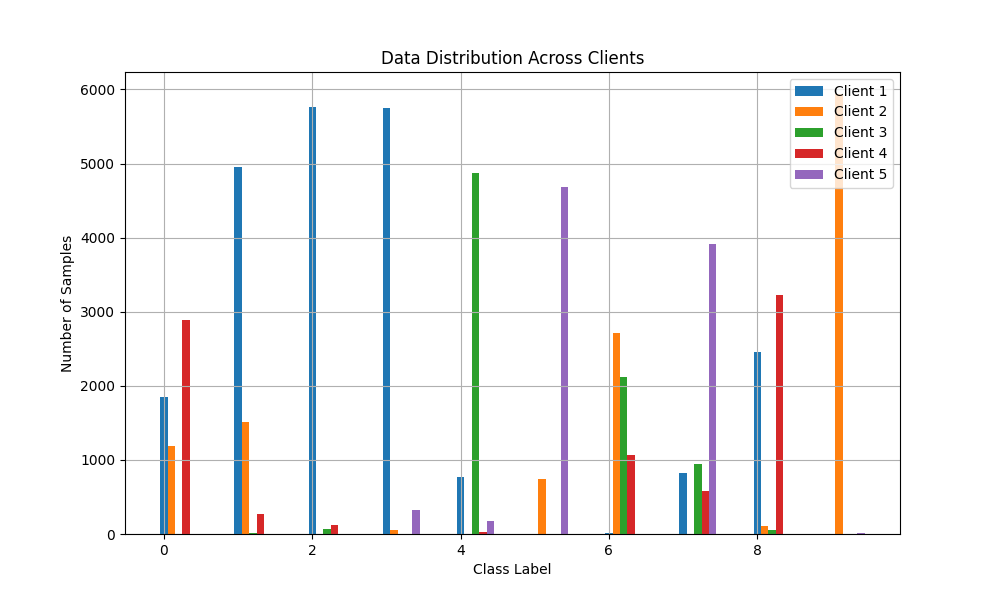 Data Distribution Across Clients
Client 1
Client 2
Client 3
Client 4
Client 5
Number of Samples
6000
5000
4000
3000
2000
1000
0
0 2 4 6 8
Class Label